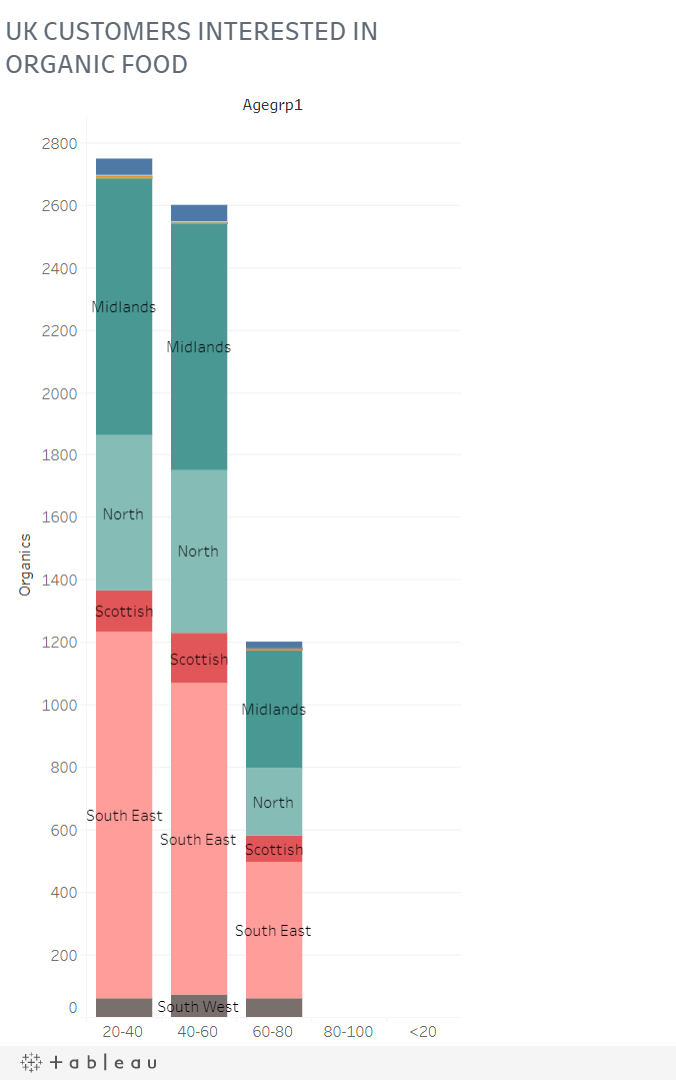 UK CUSTOMERS INTERESTED IN
ORGANIC FOOD
Agegrp1
Organics
2800
2600
2400
2200
2000
1800
1600
1400
1200
1000
800
600
400
200
0
Midlands
North
Scottish
South East
Midlands
North
Scottish
South East
South West
Midlands
North
Scottish
South East
20-40
40-60
60-80
80-100
<20
+ a b | e a u